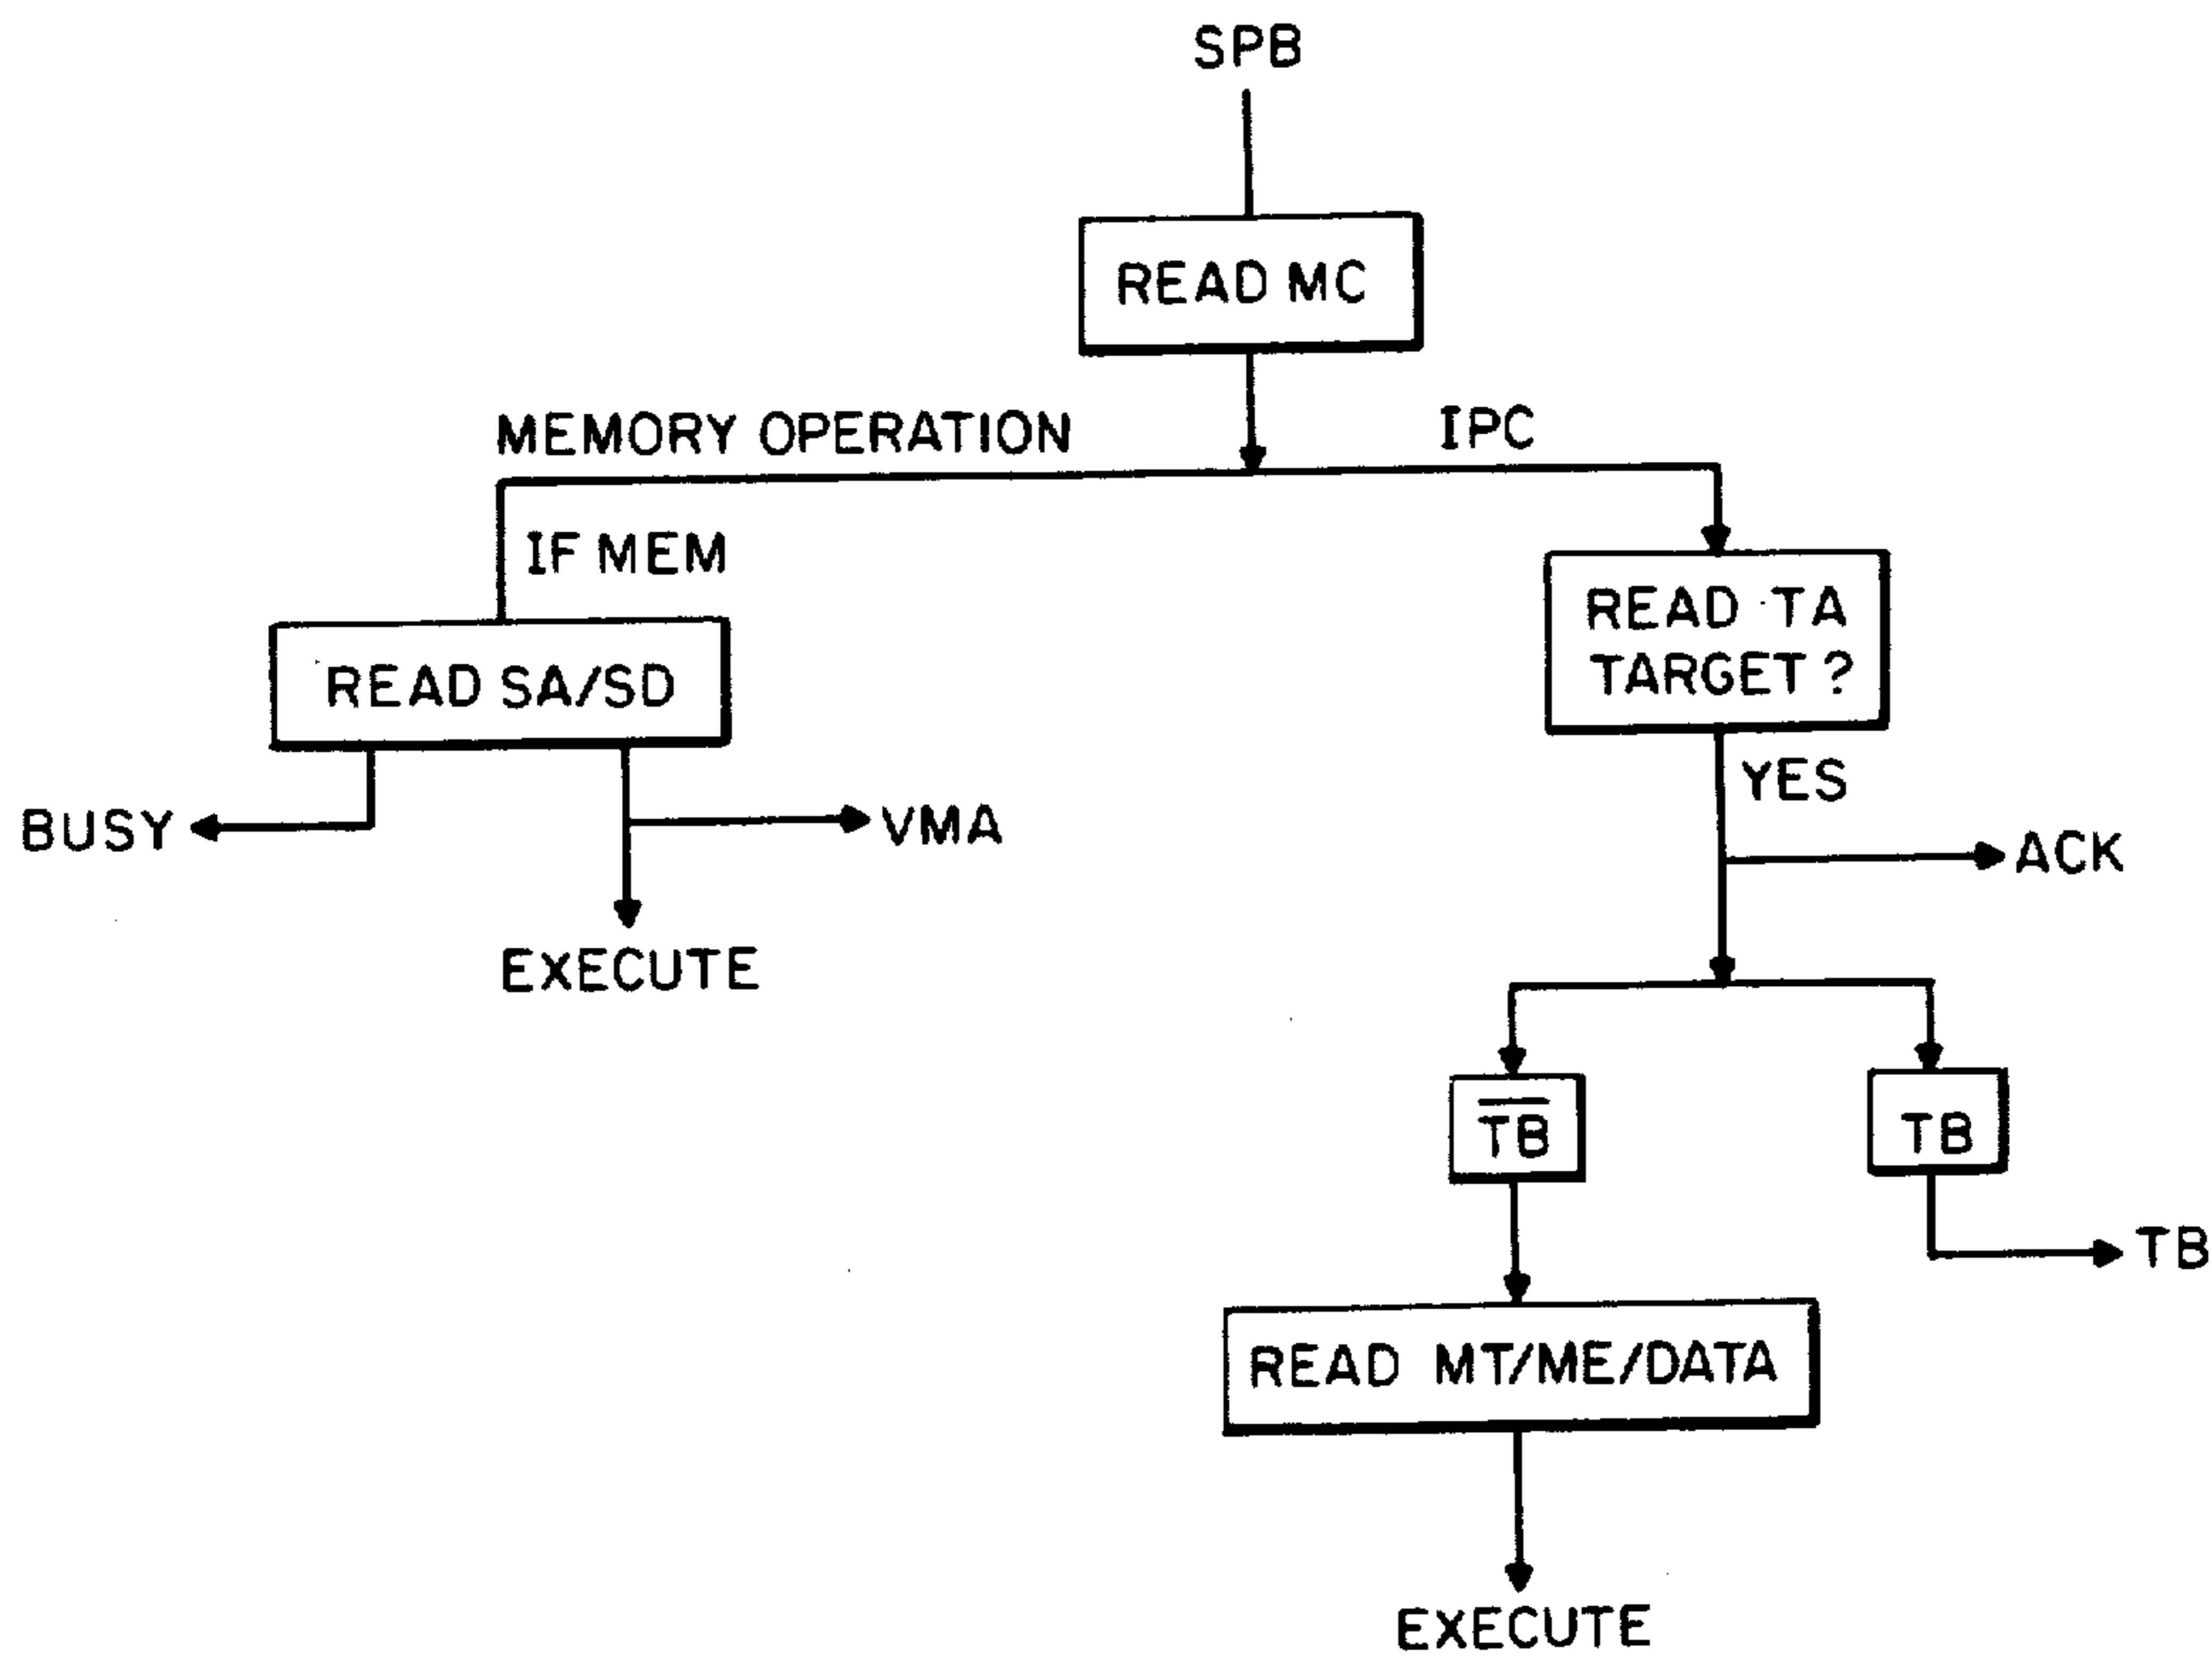 SPB
READ MC
MEMORY OPERATION
IPC
IF MEM
READ TA
TARGET ?
READ SA/SD
YES
BUSY
VMA
ACK
EXECUTE
T̅B̅
TB
TB
READ MT/ME/DATA
EXECUTE